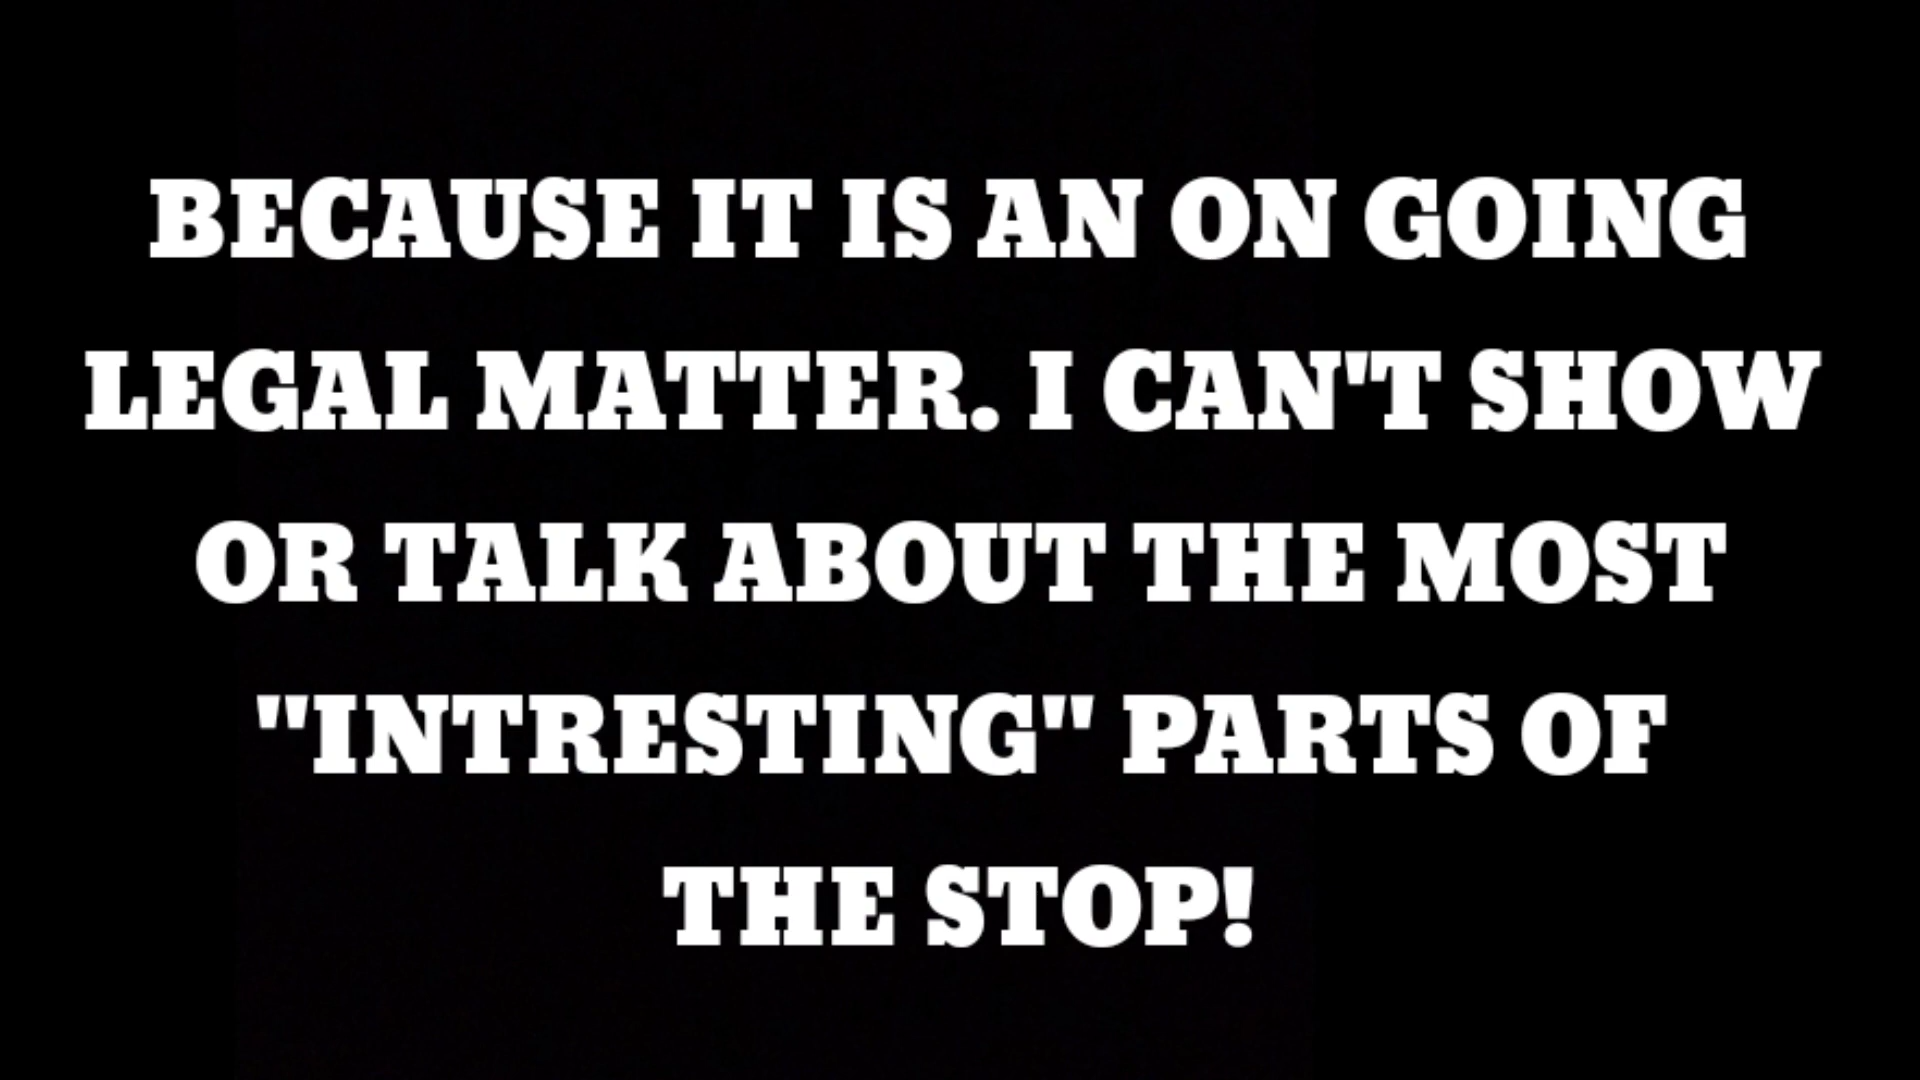 BECAUSE IT IS AN ON GOING
LEGAL MATTER. I CAN'T SHOW
OR TALK ABOUT THE MOST
"INTRESTING" PARTS OF
THE STOP!